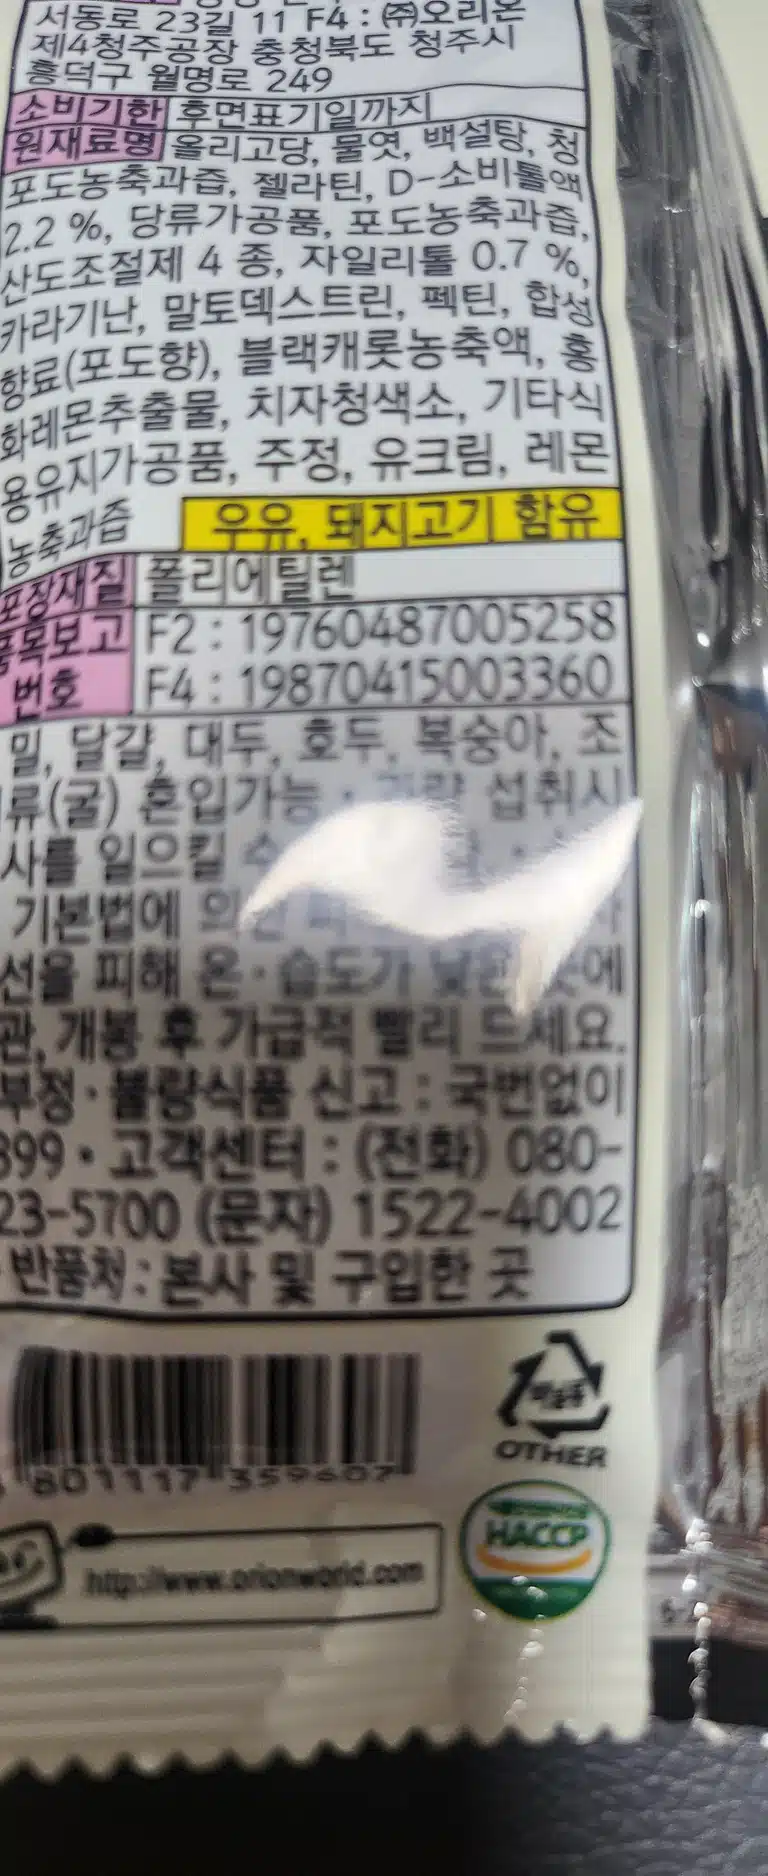 서동로 23길 11 F4 : ㈜오리온
제4청주공장 충청북도 청주시
흥덕구 월명로 249
소비기한 후면표기일까지
원재료명 올리고당, 물엿, 백설탕, 청
포도농축과즙, 젤라틴, D-소비톨액
2.2 %, 당류가공품, 포도농축과즙,
산도조절제 4 종, 자일리톨 0.7 %,
카라기난, 말토덱스트린, 펙틴, 합성
향료(포도향), 블랙캐롯농축액, 홍
화레몬추출물, 치자청색소, 기타식
용유지가공품, 주정, 유크림, 레몬
농축과즙 우유, 돼지고기 함유
포장재질 폴리에틸렌
품목보고 F2 : 19760487005258
번호 F4 : 19870415003360
밀, 달걀, 대두, 호두, 복숭아, 조
류(굴) 혼입가능 · 섭취시
사를 일으킬 수
기본법에 의한
선을 피해 온·습도가 낮은 곳에
관, 개봉 후 가급적 빨리 드세요.
부정·불량식품 신고 : 국번없이
399 • 고객센터 : (전화) 080-
23-5700 (문자) 1522-4002
반품처 : 본사 및 구입한 곳
801117 359607
OTHER
HACCP
http://www.orionworld.com